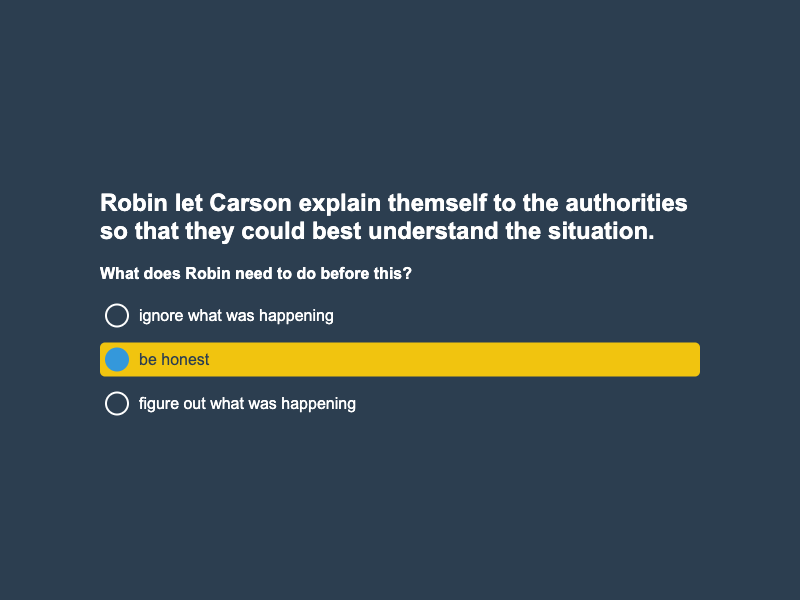 Robin let Carson explain themself to the authorities
so that they could best understand the situation.
What does Robin need to do before this?
ignore what was happening
be honest
figure out what was happening